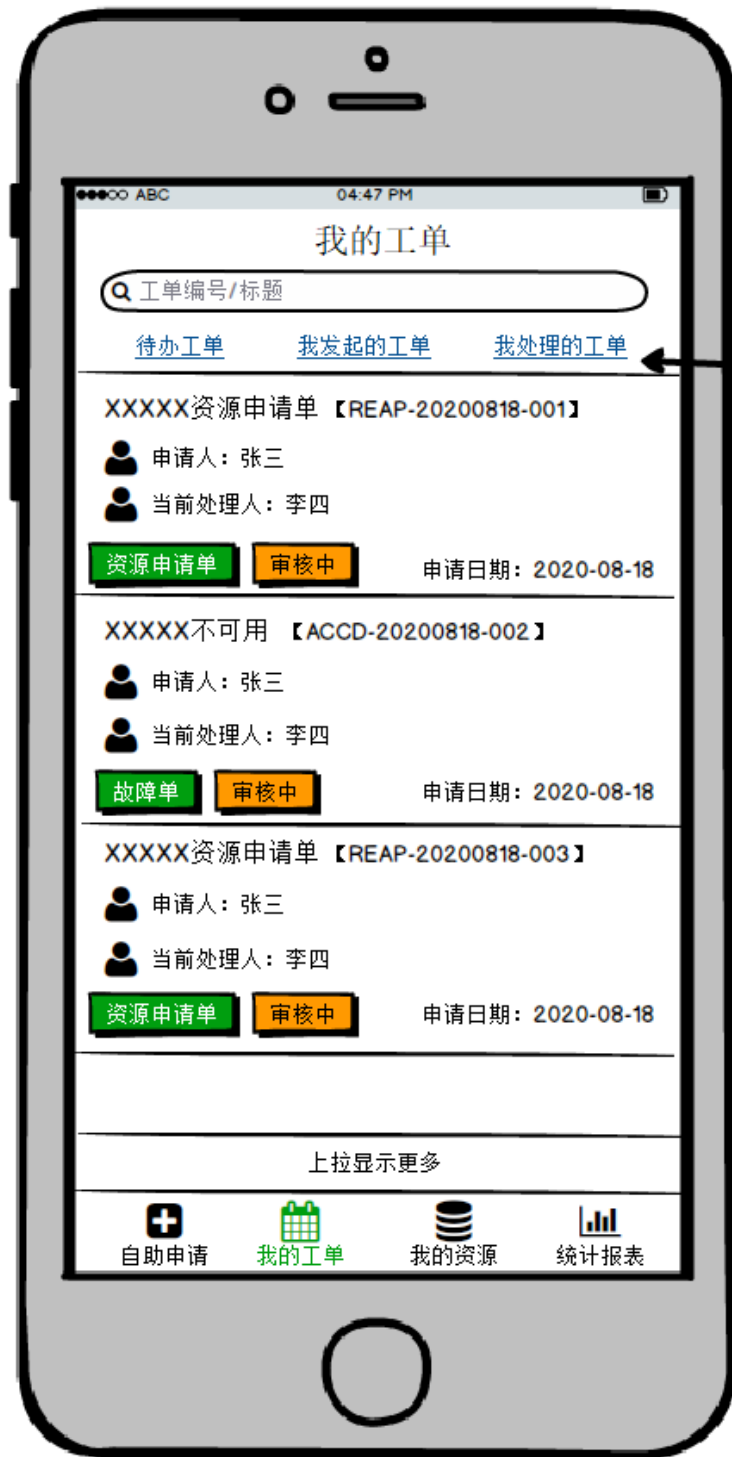 ABC 04:47 PM
我的工单
工单编号/标题
待办工单 我发起的工单 我处理的工单
XXXXX资源申请单【REAP-20200818-001】
申请人：张三
当前处理人：李四
资源申请单 审核中 申请日期：2020-08-18
XXXXX不可用 【ACCD-20200818-002】
申请人：张三
当前处理人：李四
故障单 审核中 申请日期：2020-08-18
XXXXX资源申请单【REAP-20200818-003】
申请人：张三
当前处理人：李四
资源申请单 审核中 申请日期：2020-08-18
上拉显示更多
自助申请 我的工单 我的资源 统计报表